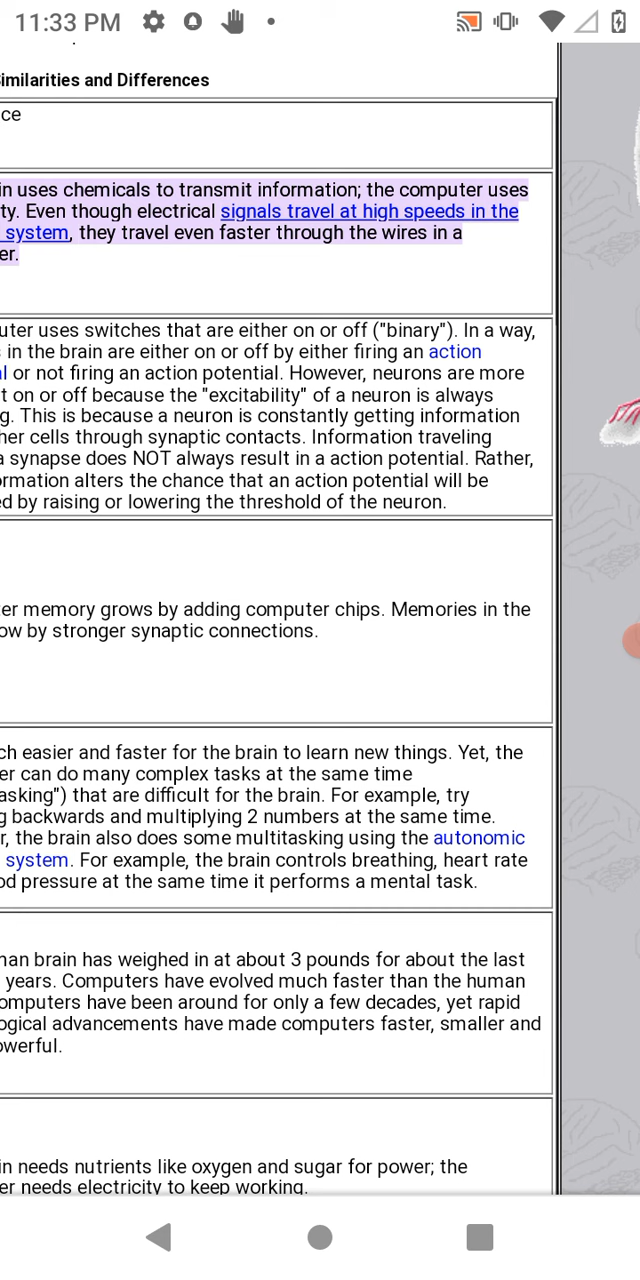 11:33 PM
Similarities and Differences
ce
in uses chemicals to transmit information; the computer uses
ty. Even though electrical signals travel at high speeds in the
system, they travel even faster through the wires in a
er.
uter uses switches that are either on or off ("binary"). In a way,
in the brain are either on or off by either firing an action
l or not firing an action potential. However, neurons are more
t on or off because the "excitability" of a neuron is always
g. This is because a neuron is constantly getting information
her cells through synaptic contacts. Information traveling
a synapse does NOT always result in a action potential. Rather,
ormation alters the chance that an action potential will be
ed by raising or lowering the threshold of the neuron.
ter memory grows by adding computer chips. Memories in the
ow by stronger synaptic connections.
ch easier and faster for the brain to learn new things. Yet, the
er can do many complex tasks at the same time
asking") that are difficult for the brain. For example, try
g backwards and multiplying 2 numbers at the same time.
r, the brain also does some multitasking using the autonomic
system. For example, the brain controls breathing, heart rate
od pressure at the same time it performs a mental task.
man brain has weighed in at about 3 pounds for about the last
years. Computers have evolved much faster than the human
omputers have been around for only a few decades, yet rapid
ogical advancements have made computers faster, smaller and
owerful.
in needs nutrients like oxygen and sugar for power; the
er needs electricity to keep working.